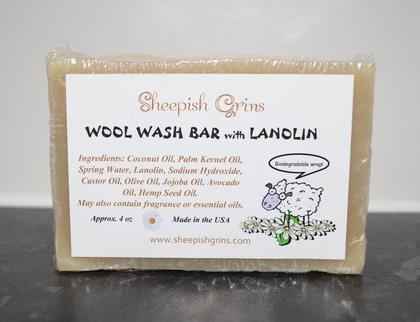 Sheepish Grins
WOOL WASH BAR with LANOLIN
Ingredients: Coconut Oil, Palm Kernel Oil,
Spring Water, Lanolin, Sodium Hydroxide,
Castor Oil, Olive Oil, Jojoba Oil, Avocado
Oil, Hemp Seed Oil.
May also contain fragrance or essential oils.
Biodegradable wrap!
Approx. 4 oz Made in the USA
www.sheepishgrins.com